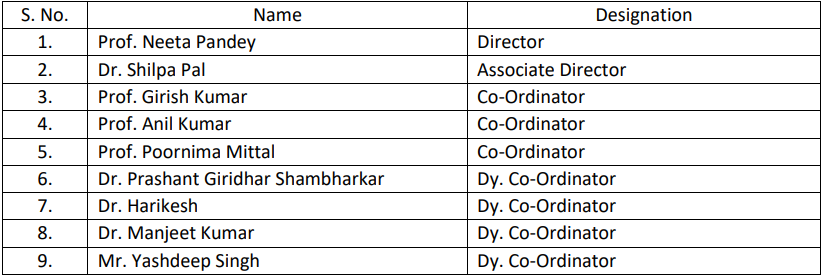 S. No. Name Designation
1. Prof. Neeta Pandey Director
2. Dr. Shilpa Pal Associate Director
3. Prof. Girish Kumar Co-Ordinator
4. Prof. Anil Kumar Co-Ordinator
5. Prof. Poornima Mittal Co-Ordinator
6. Dr. Prashant Giridhar Shambharkar Dy. Co-Ordinator
7. Dr. Harikesh Dy. Co-Ordinator
8. Dr. Manjeet Kumar Dy. Co-Ordinator
9. Mr. Yashdeep Singh Dy. Co-Ordinator